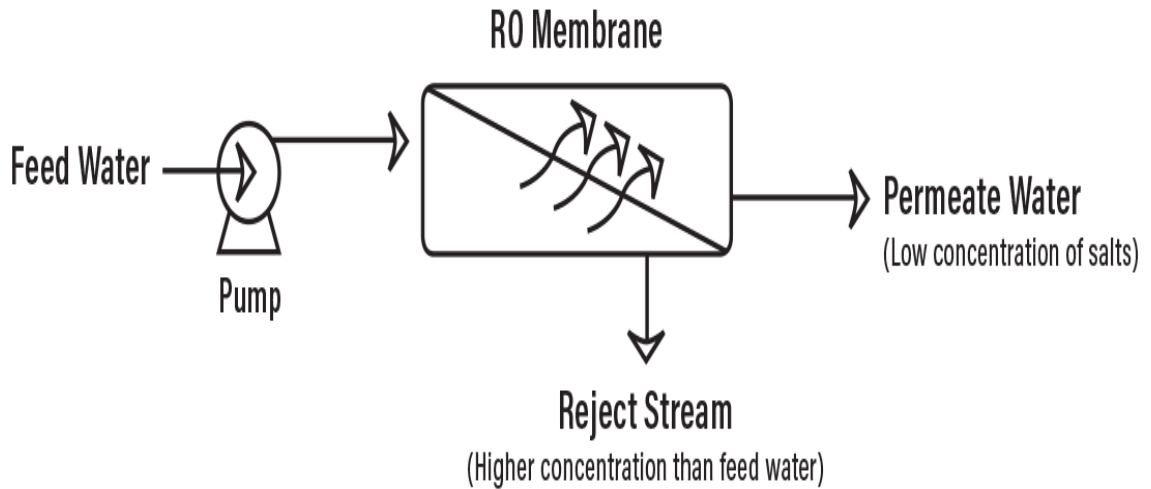 RO Membrane
Feed Water
Pump
Permeate Water
(Low concentration of salts)
Reject Stream
(Higher concentration than feed water)